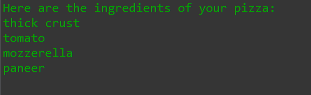 Here are the ingredients of your pizza:
thick crust
tomato
mozzerella
paneer